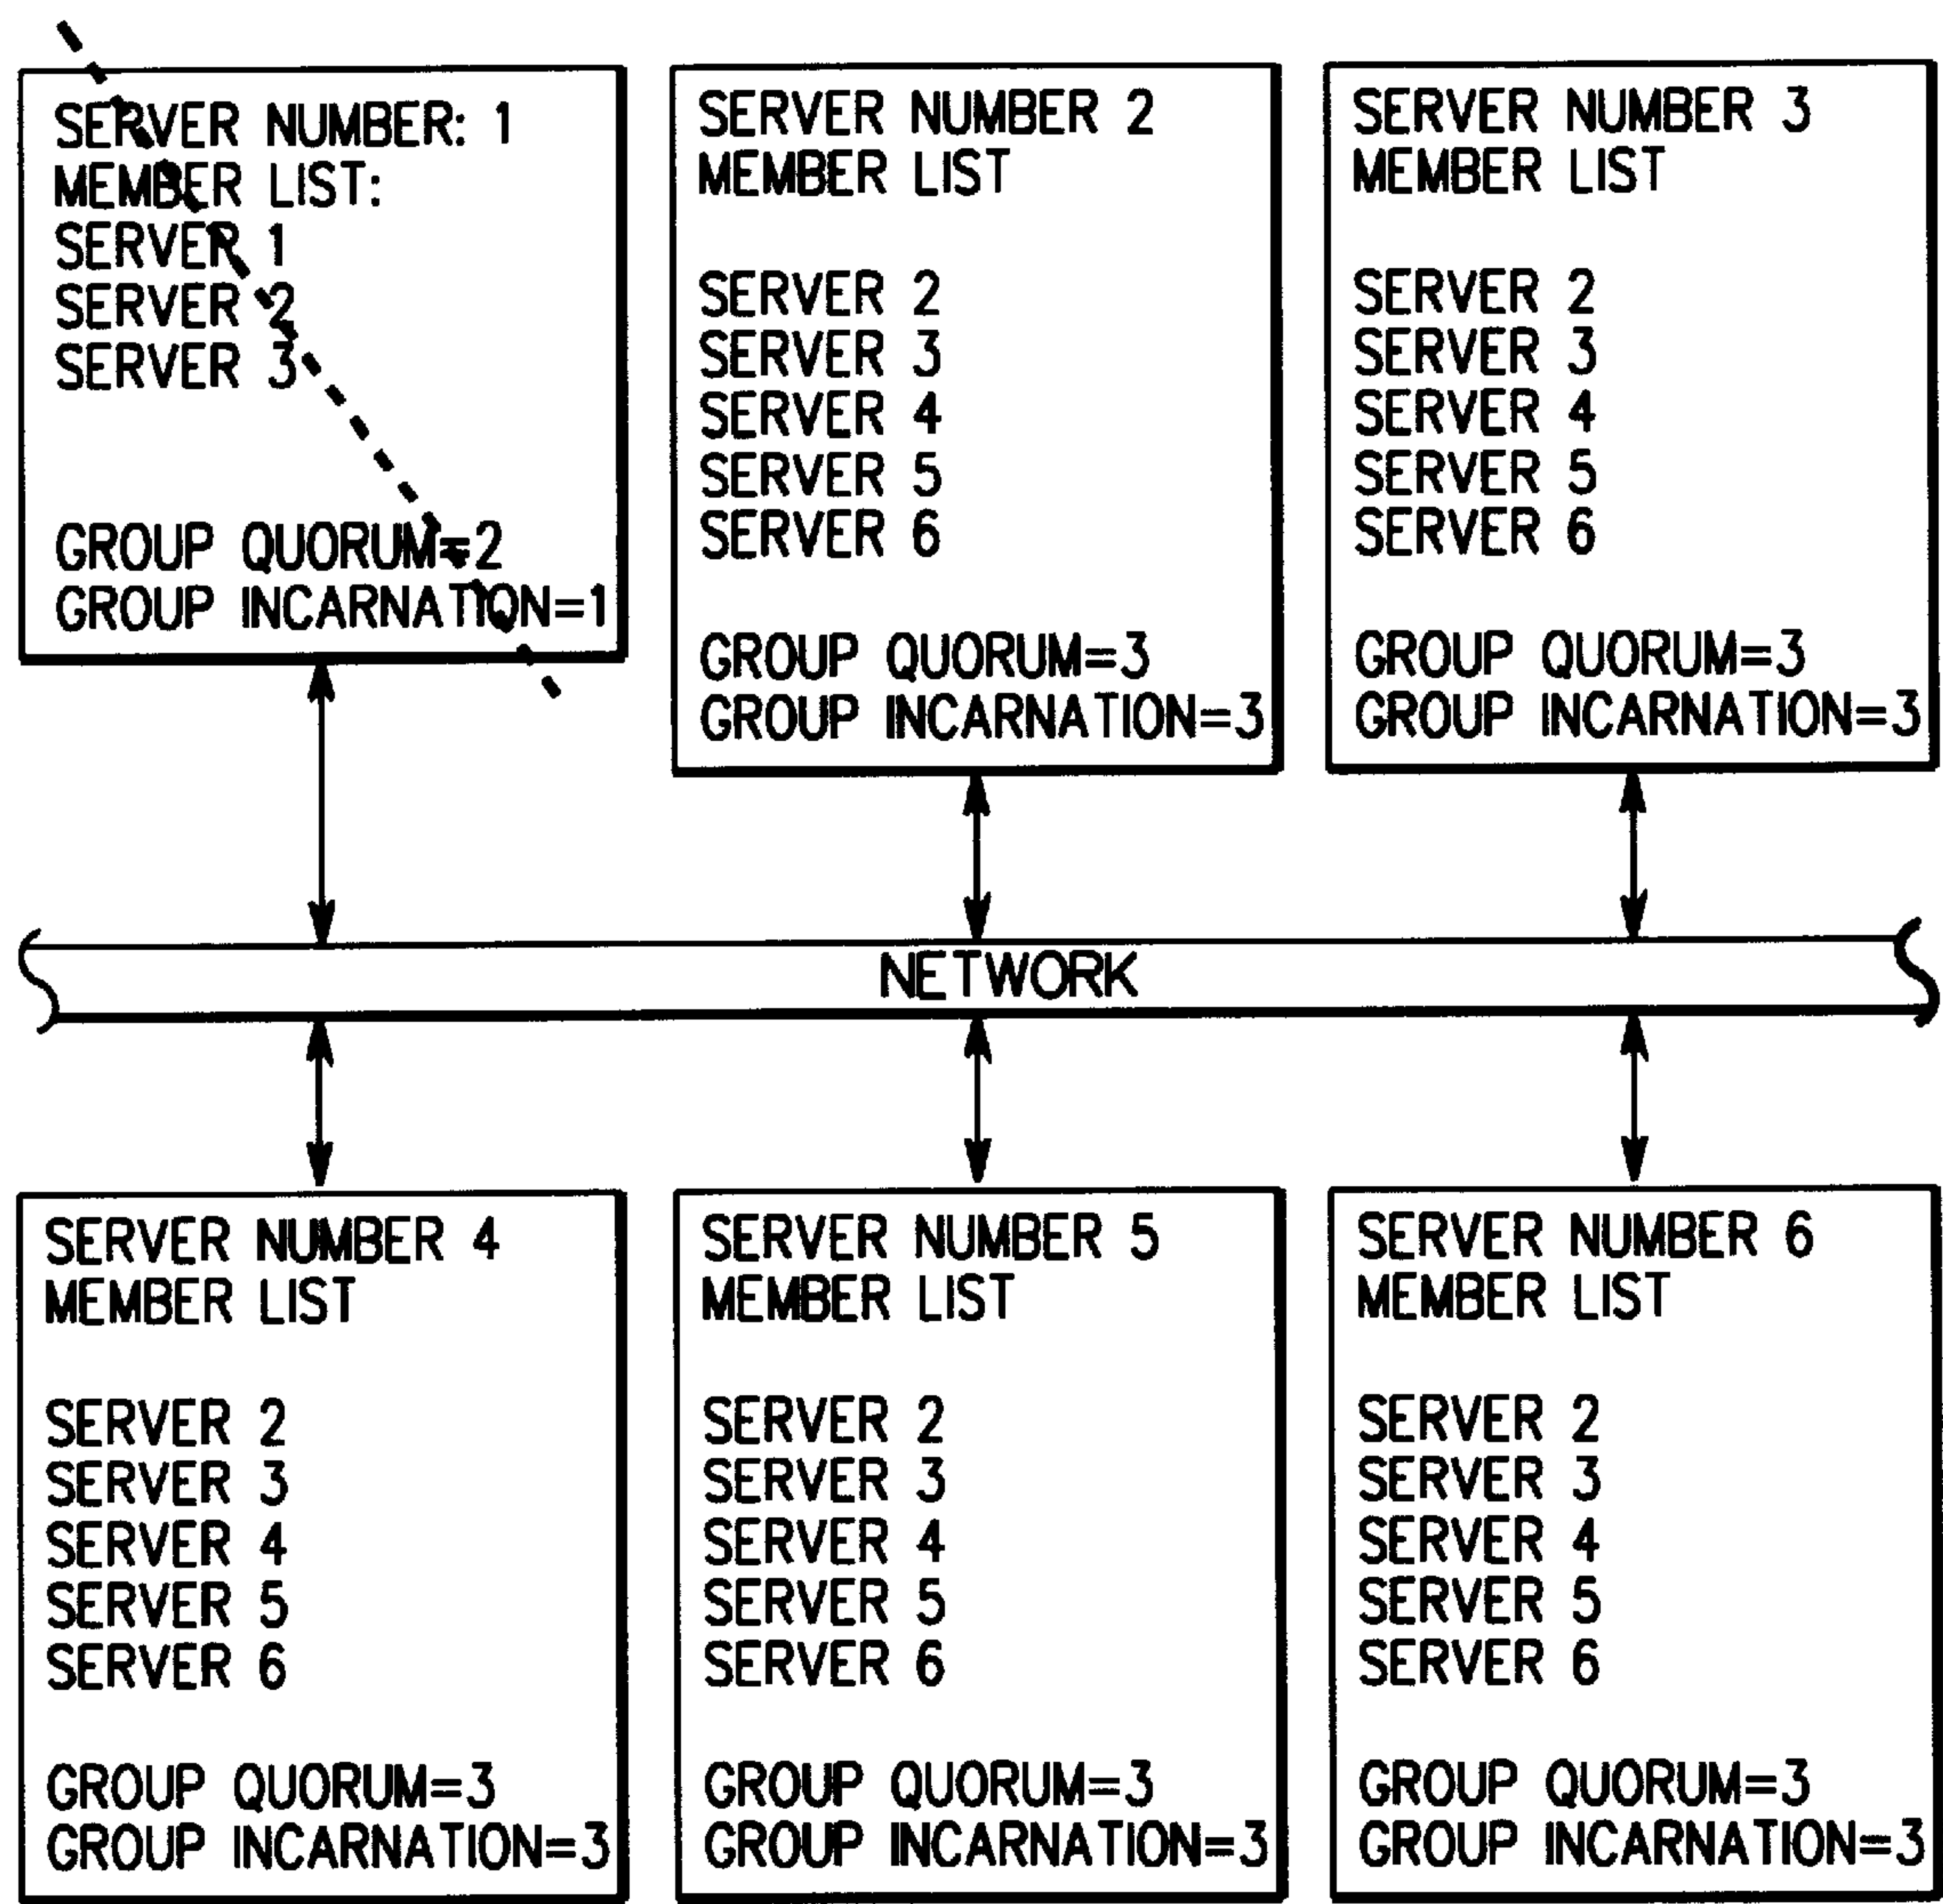 SERVER NUMBER: 1
MEMBER LIST:
SERVER 1
SERVER 2
SERVER 3
GROUP QUORUM=2
GROUP INCARNATION=1
SERVER NUMBER 2
MEMBER LIST
SERVER 2
SERVER 3
SERVER 4
SERVER 5
SERVER 6
GROUP QUORUM=3
GROUP INCARNATION=3
SERVER NUMBER 3
MEMBER LIST
SERVER 2
SERVER 3
SERVER 4
SERVER 5
SERVER 6
GROUP QUORUM=3
GROUP INCARNATION=3
NETWORK
SERVER NUMBER 4
MEMBER LIST
SERVER 2
SERVER 3
SERVER 4
SERVER 5
SERVER 6
GROUP QUORUM=3
GROUP INCARNATION=3
SERVER NUMBER 5
MEMBER LIST
SERVER 2
SERVER 3
SERVER 4
SERVER 5
SERVER 6
GROUP QUORUM=3
GROUP INCARNATION=3
SERVER NUMBER 6
MEMBER LIST
SERVER 2
SERVER 3
SERVER 4
SERVER 5
SERVER 6
GROUP QUORUM=3
GROUP INCARNATION=3